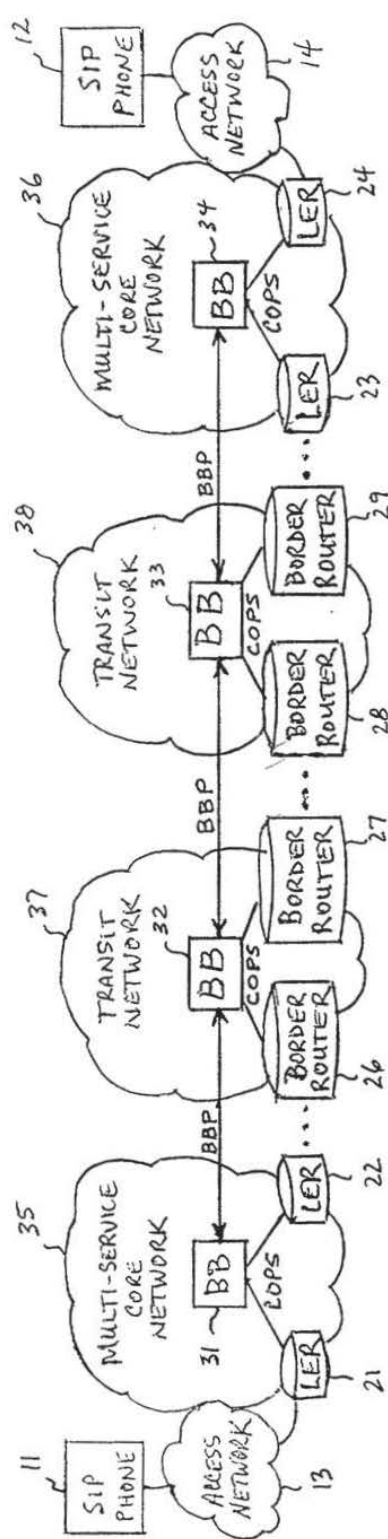 11
SIP
PHONE
ACCESS
NETWORK
13
35
MULTI-SERVICE
CORE
NETWORK
BB
31
COPS
LER
21
LER
22
BBP
37
TRANSIT
NETWORK
32
BB
COPS
BORDER
ROUTER
26
BORDER
ROUTER
27
BBP
38
TRANSIT
NETWORK
33
BB
COPS
BORDER
ROUTER
28
BORDER
ROUTER
29
BBP
36
MULTI-SERVICE
CORE
NETWORK
BB
34
COPS
LER
23
LER
24
12
SIP
PHONE
ACCESS
NETWORK
14